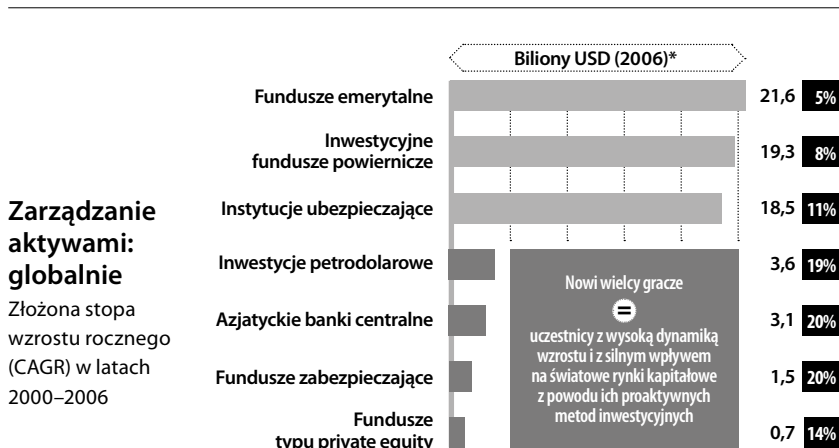 Biliony USD (2006)*
Fundusze emerytalne 21,6 5%
Inwestycyjne
fundusze powiernicze 19,3 8%
Zarządzanie
aktywami:
globalnie
Złożona stopa
wzrostu rocznego
(CAGR) w latach
2000–2006
Instytucje ubezpieczające 18,5 11%
Inwestycje petrodolarowe 3,6 19%
Azjatyckie banki centralne 3,1 20%
Fundusze zabezpieczające 1,5 20%
Fundusze
typu private equity 0,7 14%
Nowi wielcy gracze
=
uczestnicy z wysoką dynamiką
wzrostu i z silnym wpływem
na światowe rynki kapitałowe
z powodu ich proaktywnych
metod inwestycyjnych